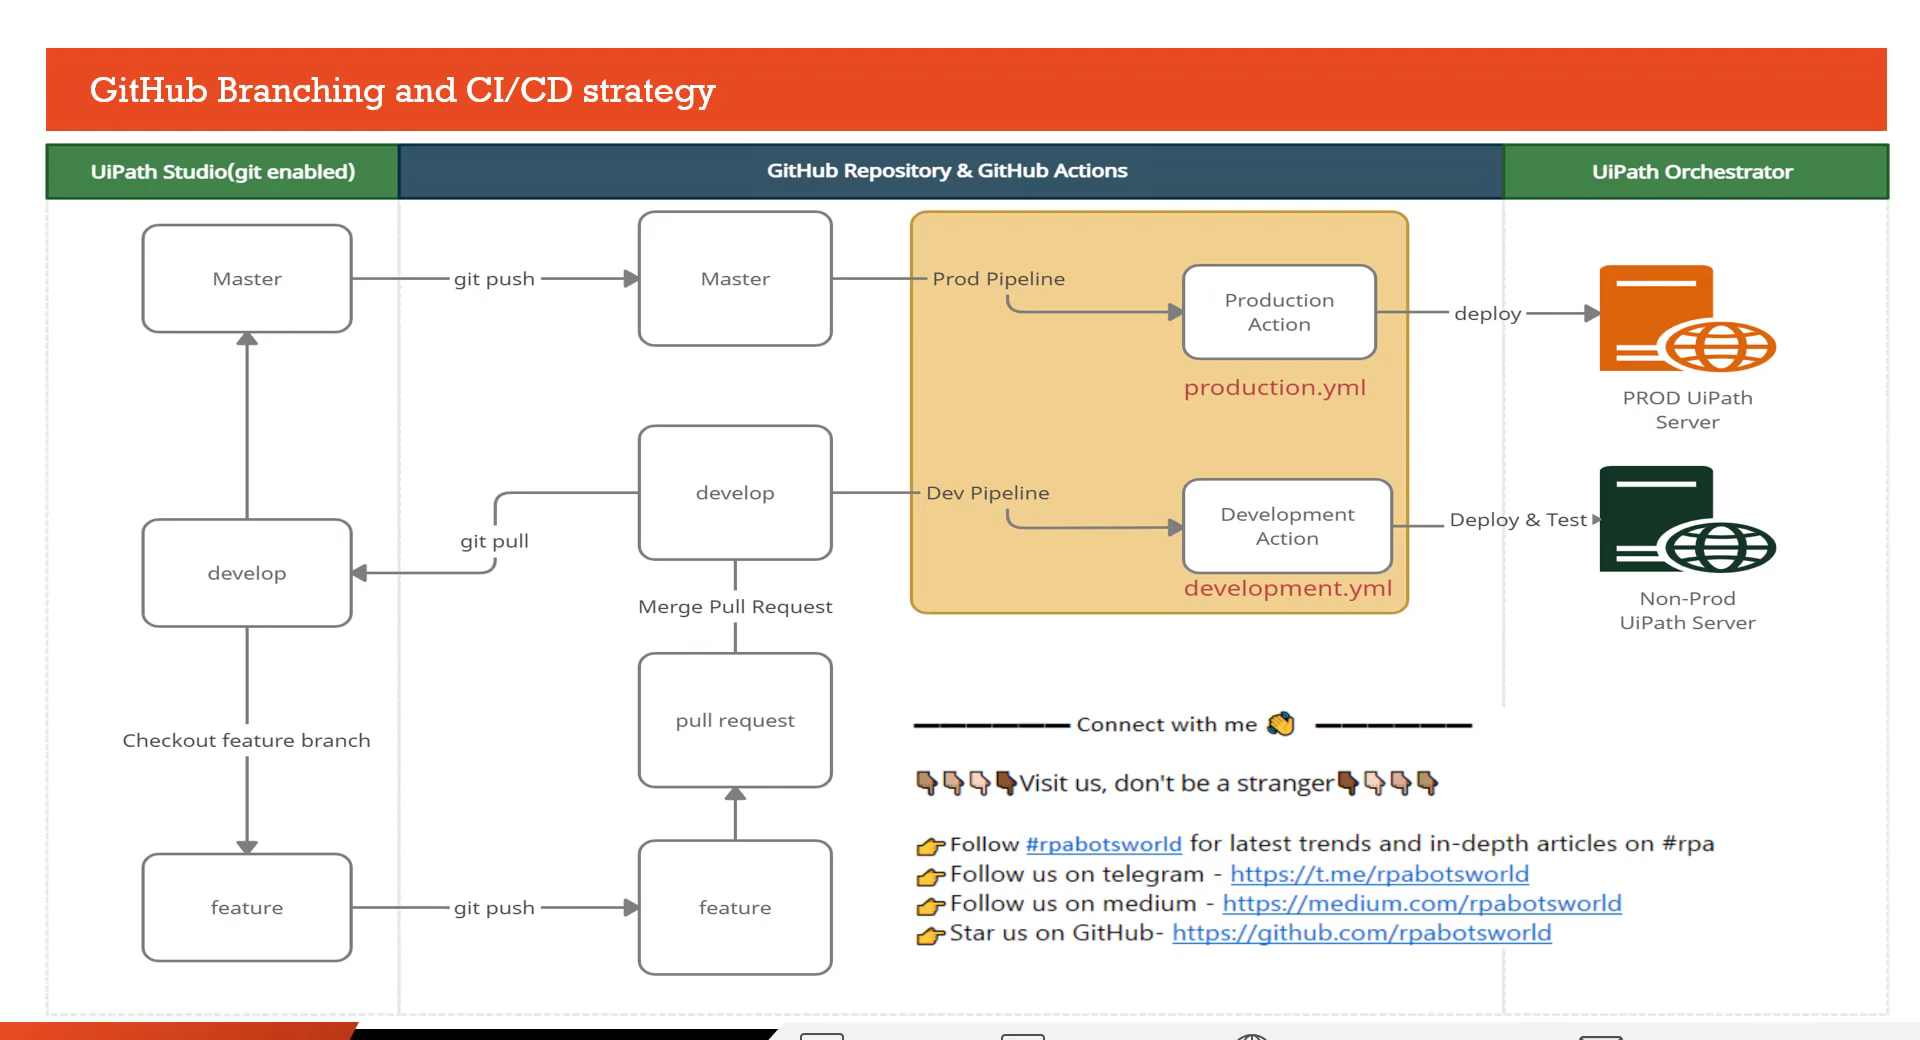 GitHub Branching and CI/CD strategy
UiPath Studio(git enabled)
GitHub Repository & GitHub Actions
UiPath Orchestrator
Master
git push
Master
Prod Pipeline
Production
Action
production.yml
deploy
PROD UiPath
Server
develop
git pull
develop
Dev Pipeline
Development
Action
development.yml
Deploy & Test
Non-Prod
UiPath Server
Merge Pull Request
pull request
Checkout feature branch
feature
git push
feature
Connect with me
Visit us, don't be a stranger
Follow #rpabotsworld for latest trends and in-depth articles on #rpa
Follow us on telegram - https://t.me/rpabotsworld
Follow us on medium - https://medium.com/rpabotsworld
Star us on GitHub- https://github.com/rpabotsworld